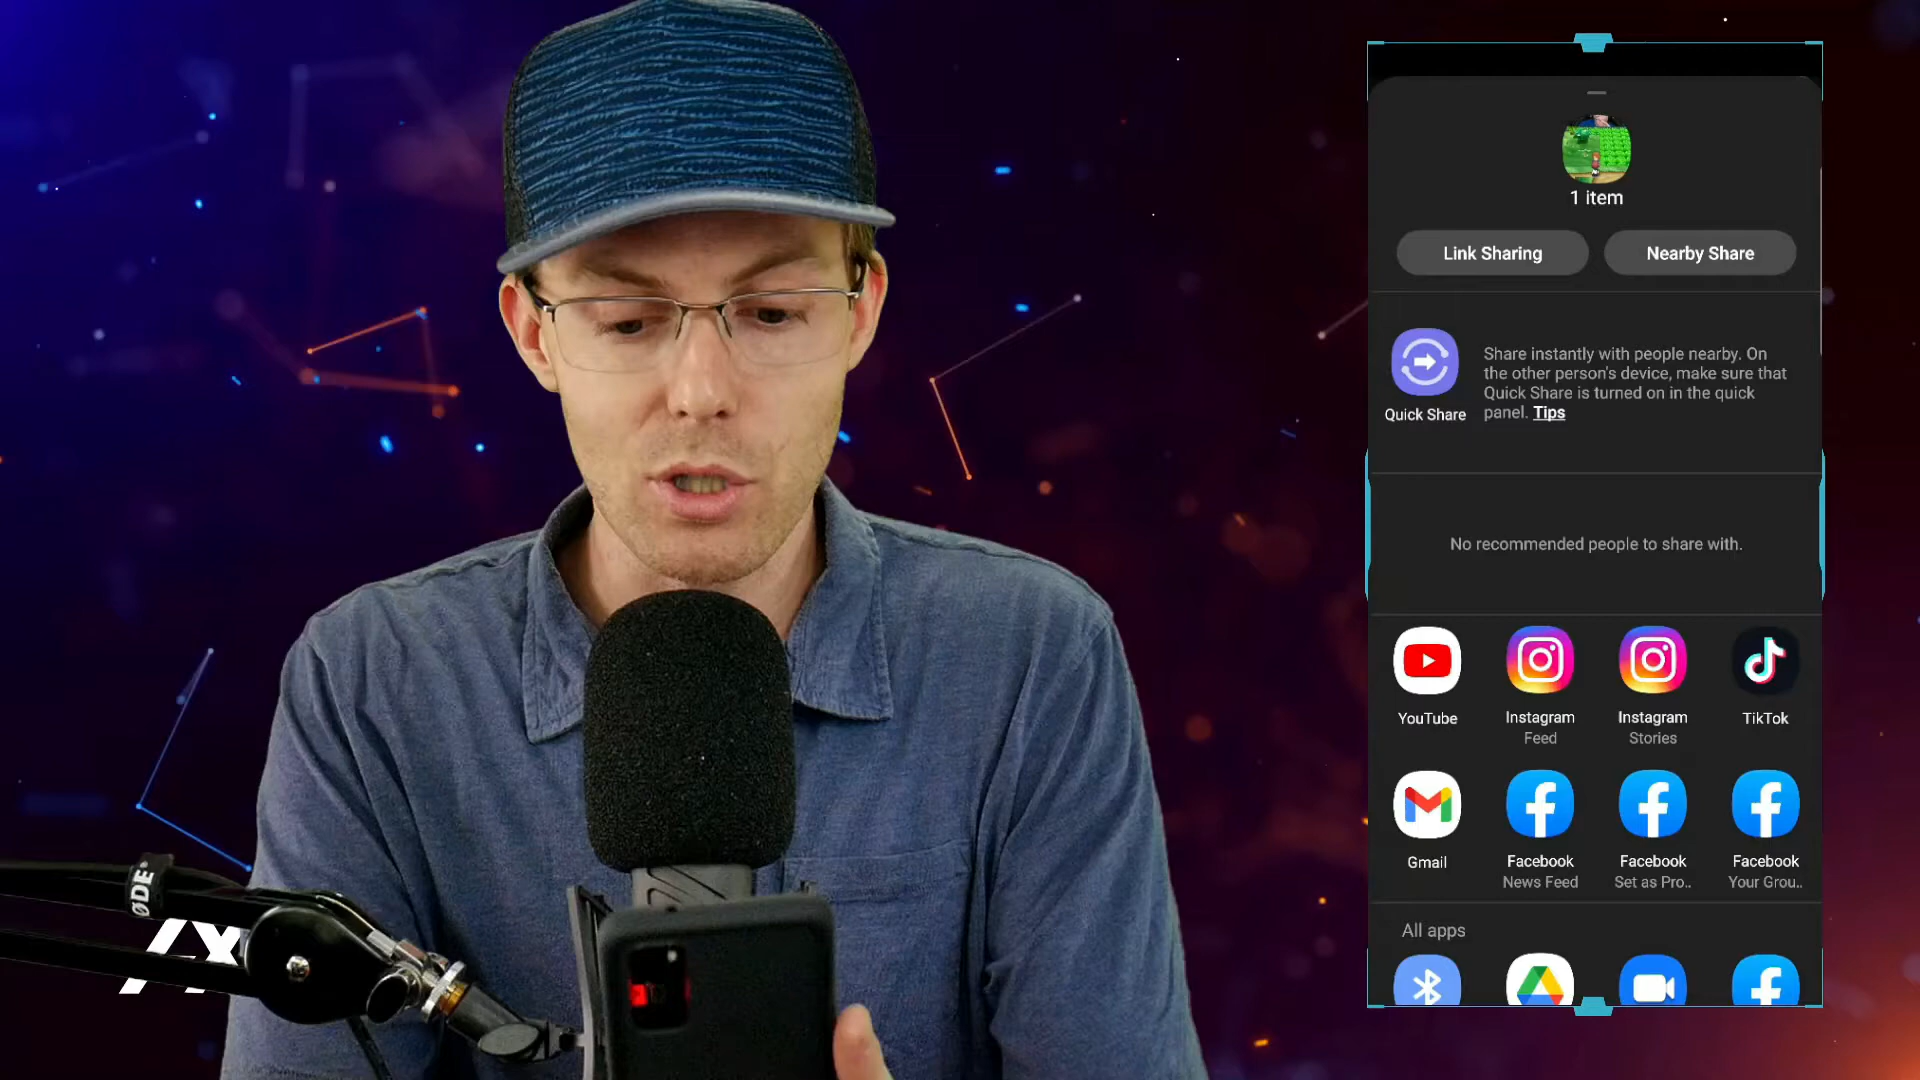 1 item
Link Sharing
Nearby Share
Share instantly with people nearby. On
the other person's device, make sure that
Quick Share is turned on in the quick
panel. Tips
Quick Share
No recommended people to share with.
YouTube
Instagram
Feed
Instagram
Stories
TikTok
Gmail
Facebook
News Feed
Facebook
Set as Pro..
Facebook
Your Grou..
All apps